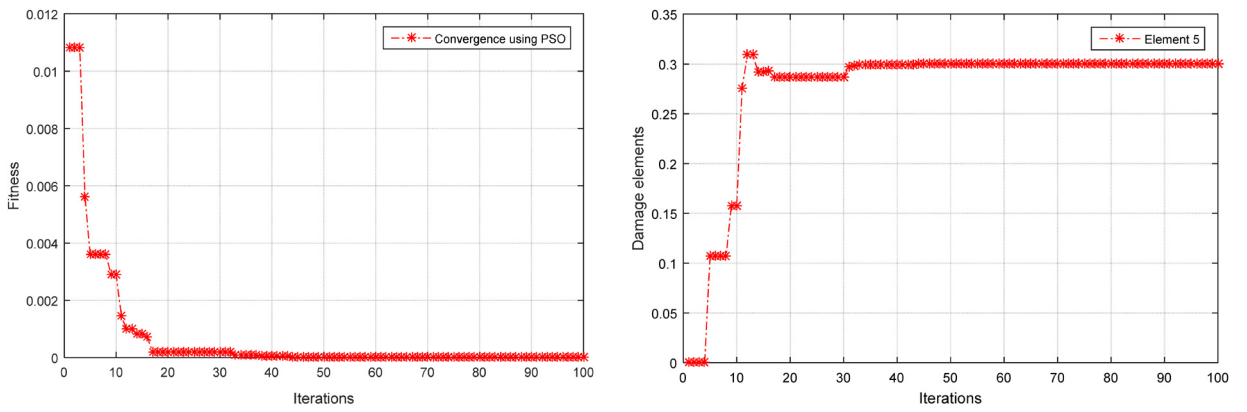 0.012
0.01
0.008
0.006
0.004
0.002
0
Fitness
Convergence using PSO
0 10 20 30 40 50 60 70 80 90 100
Iterations
0.35
0.3
0.25
0.2
0.15
0.1
0.05
0
Damage elements
Element 5
0 10 20 30 40 50 60 70 80 90 100
Iterations